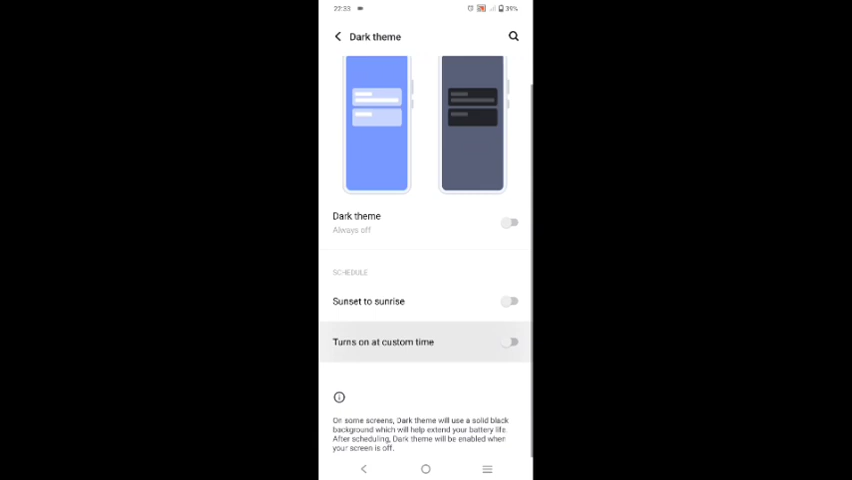 22:33
39%
Dark theme
Dark theme
Always off
SCHEDULE
Sunset to sunrise
Turns on at custom time
On some screens, Dark theme will use a solid black
background which will help extend your battery life.
After scheduling, Dark theme will be enabled when
your screen is off.